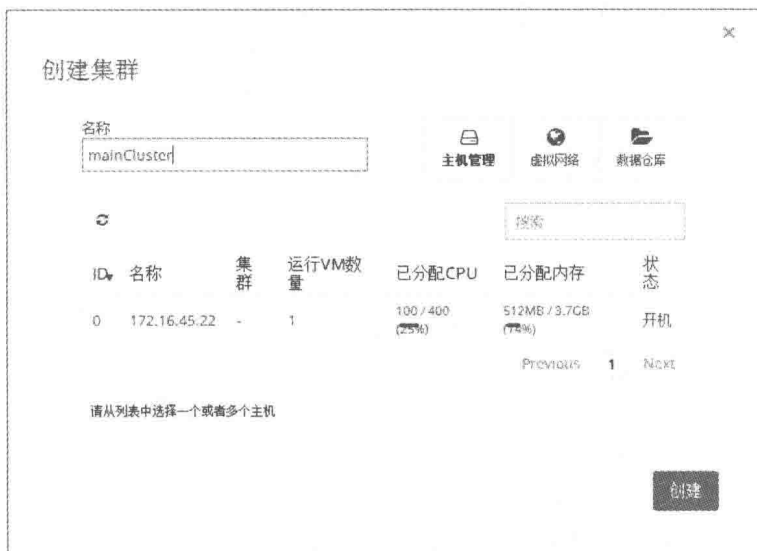 创建集群
名称
mainCluster
主机管理 虚拟网络 数据仓库
搜索
ID 名称 集群 运行VM数量 已分配CPU 已分配内存 状态
0 172.16.45.22 - 1 100 / 400 (25%) 512MB / 3.7GB (14%) 开机
Previous 1 Next
请从列表中选择一个或者多个主机
创建